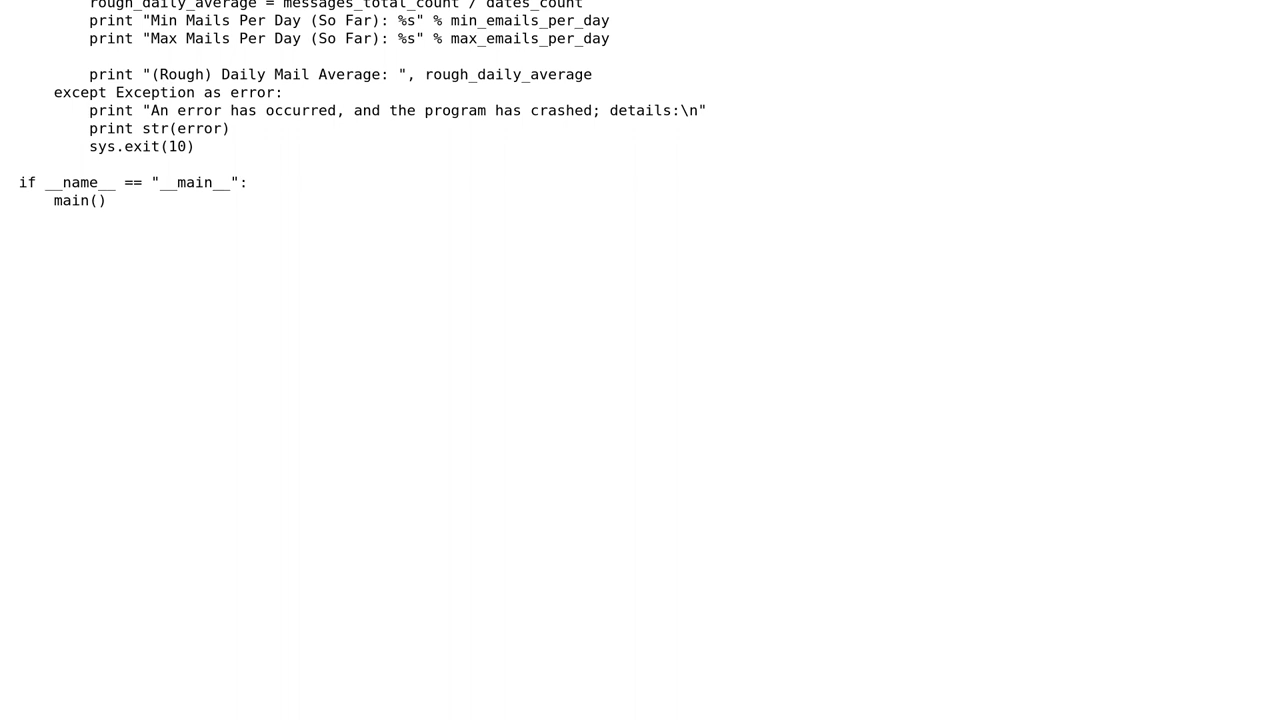 rough_daily_average = messages_total_count / dates_count
print "Min Mails Per Day (So Far): %s" % min_emails_per_day
print "Max Mails Per Day (So Far): %s" % max_emails_per_day
print "(Rough) Daily Mail Average: ", rough_daily_average
except Exception as error:
print "An error has occurred, and the program has crashed; details:\n"
print str(error)
sys.exit(10)
if __name__ == "__main__":
main()